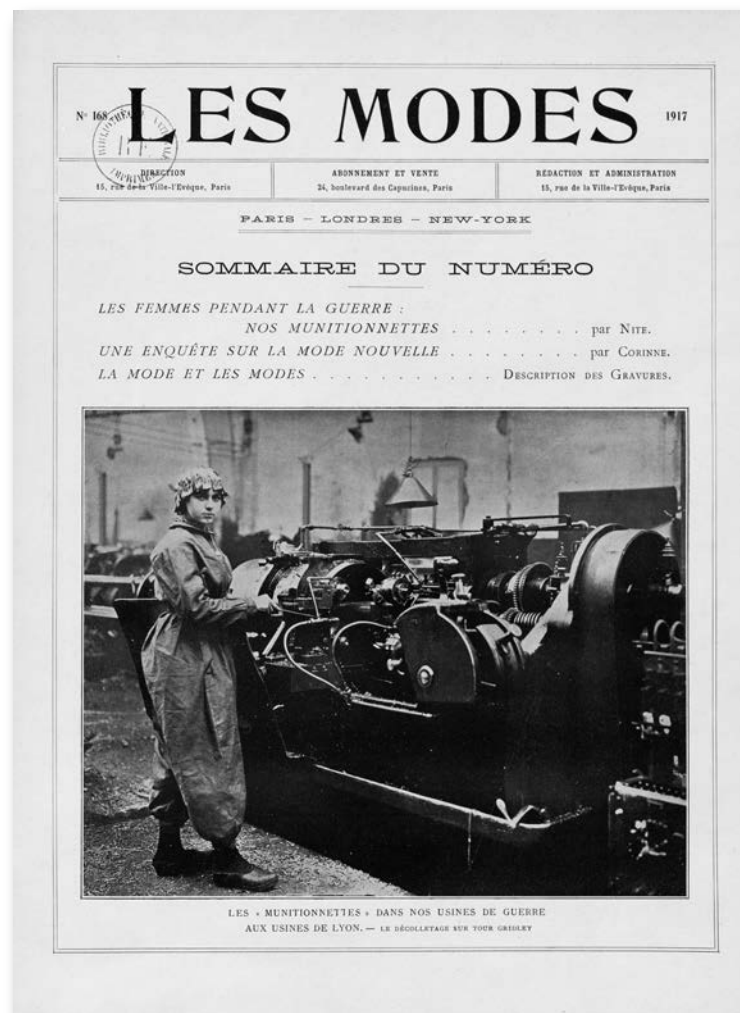 Nº 168 LES MODES 1917
BIBLIOTHÈQUE NATIONALE
IMPRIMÉS
DIRECTION
15, rue de la Ville-l'Evêque, Paris
ABONNEMENT ET VENTE
24, boulevard des Capucines, Paris
RÉDACTION ET ADMINISTRATION
15, rue de la Ville-l'Evêque, Paris
PARIS – LONDRES – NEW-YORK
SOMMAIRE DU NUMÉRO
LES FEMMES PENDANT LA GUERRE :
NOS MUNITIONNETTES . . . . . . . . par NITE.
UNE ENQUÊTE SUR LA MODE NOUVELLE . . . . . . . . par CORINNE.
LA MODE ET LES MODES . . . . . . . . . . . DESCRIPTION DES GRAVURES.
LES « MUNITIONNETTES » DANS NOS USINES DE GUERRE
AUX USINES DE LYON. — LE DÉCOLLETAGE SUR TOUR GRIDLEY